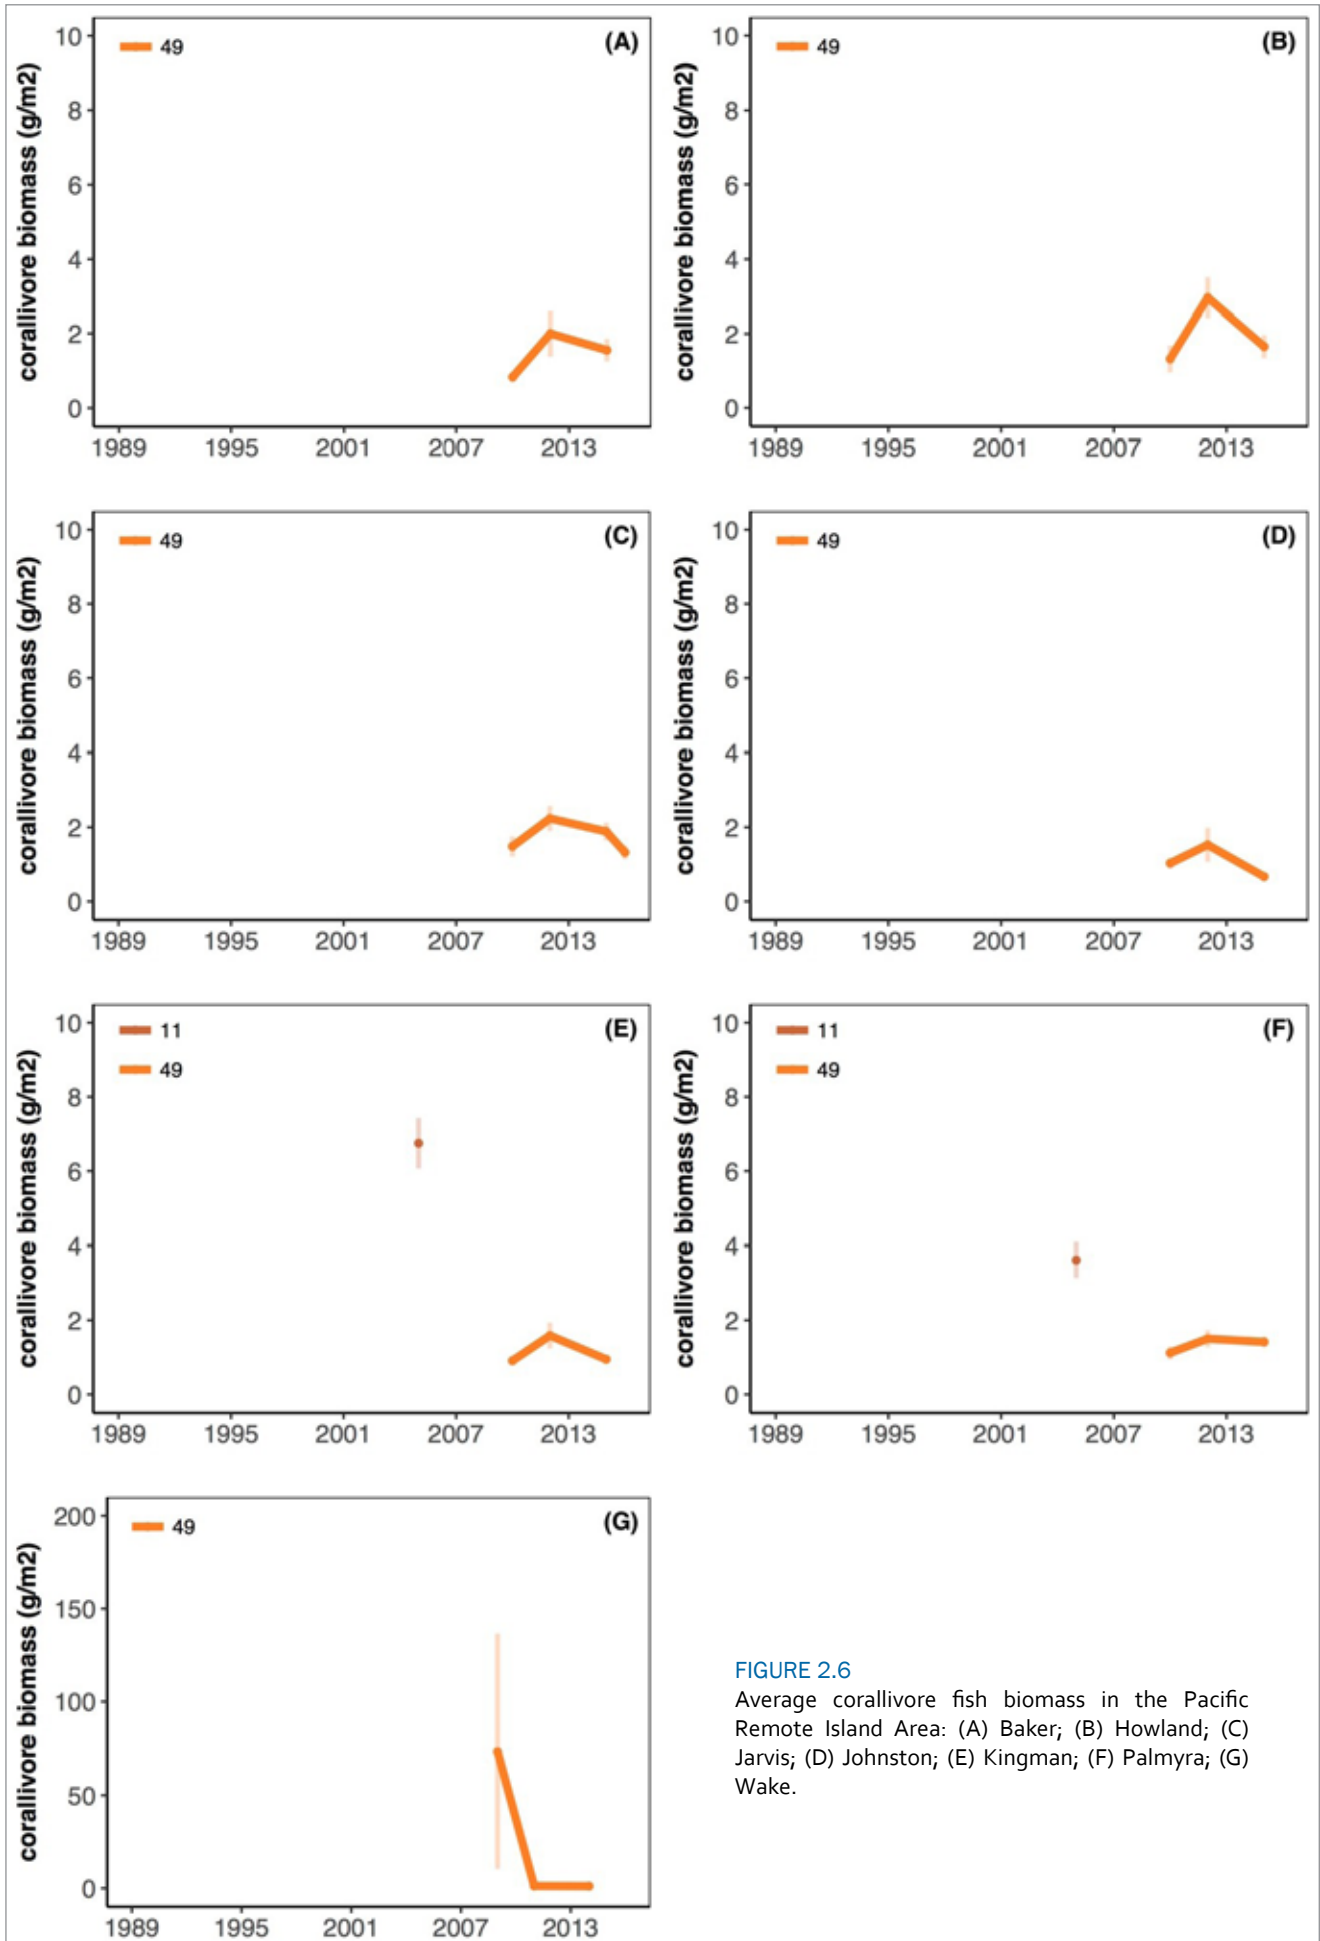 corallivore biomass (g/m2)
10
8
6
4
2
0
49
(A)
1989 1995 2001 2007 2013
corallivore biomass (g/m2)
10
8
6
4
2
0
49
(B)
1989 1995 2001 2007 2013
corallivore biomass (g/m2)
10
8
6
4
2
0
49
(C)
1989 1995 2001 2007 2013
corallivore biomass (g/m2)
10
8
6
4
2
0
49
(D)
1989 1995 2001 2007 2013
corallivore biomass (g/m2)
10
8
6
4
2
0
11
49
(E)
1989 1995 2001 2007 2013
corallivore biomass (g/m2)
10
8
6
4
2
0
11
49
(F)
1989 1995 2001 2007 2013
corallivore biomass (g/m2)
200
150
100
50
0
49
(G)
1989 1995 2001 2007 2013
FIGURE 2.6
Average corallivore fish biomass in the Pacific
Remote Island Area: (A) Baker; (B) Howland; (C)
Jarvis; (D) Johnston; (E) Kingman; (F) Palmyra; (G)
Wake.